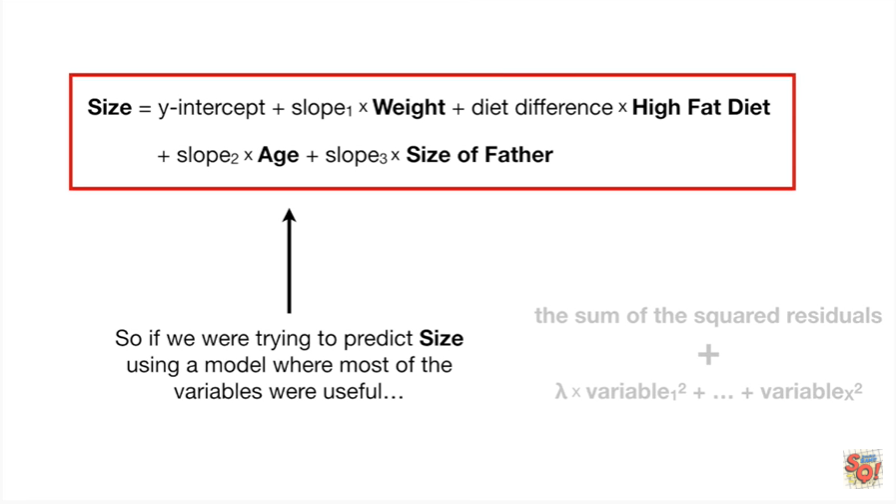 Size = y-intercept + slope₁ x Weight + diet difference x High Fat Diet
+ slope₂ x Age + slope₃ x Size of Father
So if we were trying to predict Size
using a model where most of the
variables were useful…
the sum of the squared residuals
+
λ x variable₁² + … + variableₓ²
SQ!